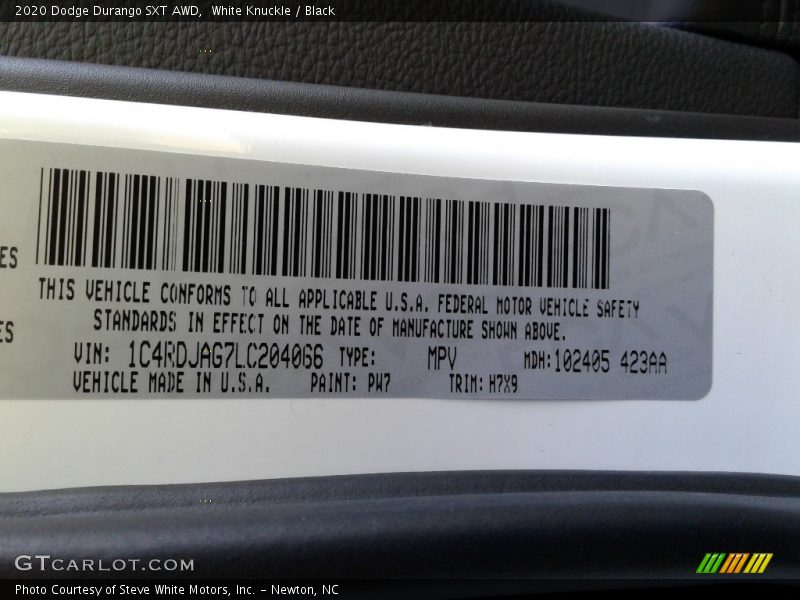 2020 Dodge Durango SXT AWD,  White Knuckle / Black
ES
THIS VEHICLE CONFORMS TO ALL APPLICABLE U.S.A. FEDERAL MOTOR VEHICLE SAFETY
ES
STANDARDS IN EFFECT ON THE DATE OF MANUFACTURE SHOWN ABOVE.
VIN: 1C4RDJAG7LC204066 TYPE: MPV MDH:102405 423AA
VEHICLE MADE IN U.S.A. PAINT: PW7 TRIM: H7X9
GTCARLOT.COM
Photo Courtesy of Steve White Motors, Inc. – Newton, NC